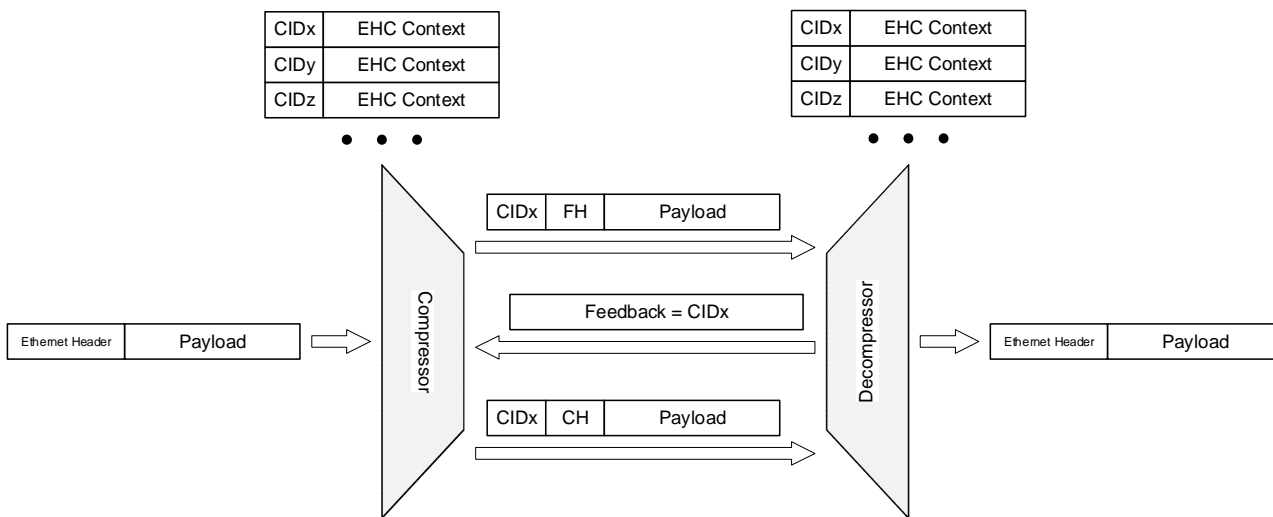 CIDx EHC Context
CIDy EHC Context
CIDz EHC Context
CIDx EHC Context
CIDy EHC Context
CIDz EHC Context
CIDx FH Payload
Feedback = CIDx
CIDx CH Payload
Ethernet Header Payload
Compressor
Decompressor
Ethernet Header Payload